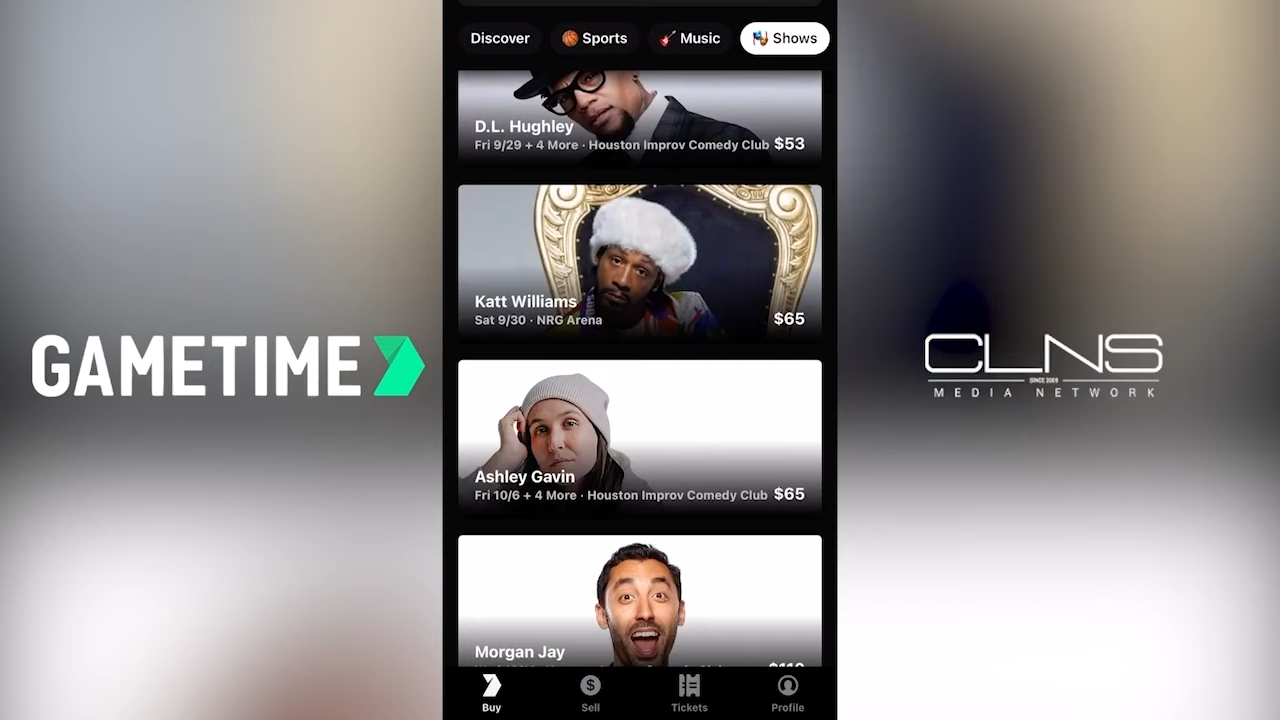 Discover
Sports
Music
Shows
D.L. Hughley
Fri 9/29 + 4 More · Houston Improv Comedy Club
$53
Katt Williams
Sat 9/30 · NRG Arena
$65
Ashley Gavin
Fri 10/6 + 4 More · Houston Improv Comedy Club
$65
Morgan Jay
Buy
Sell
Tickets
Profile
GAMETIME
CLNS
SINCE 2009
MEDIA NETWORK